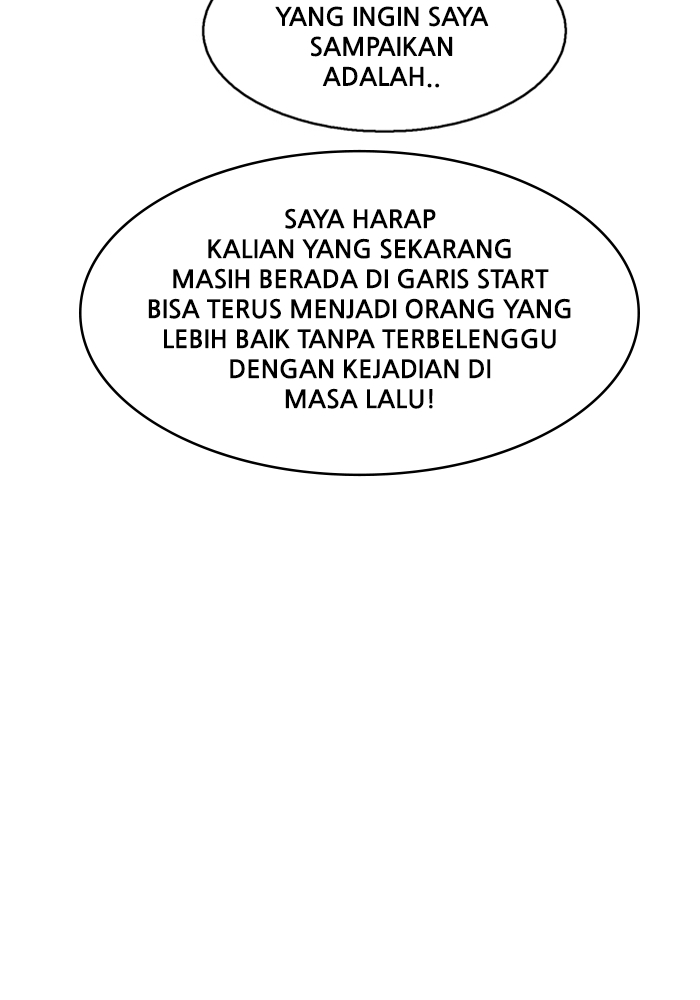 YANG INGIN SAYA
SAMPAIKAN
ADALAH..
SAYA HARAP
KALIAN YANG SEKARANG
MASIH BERADA DI GARIS START
BISA TERUS MENJADI ORANG YANG
LEBIH BAIK TANPA TERBELENGGU
DENGAN KEJADIAN DI
MASA LALU!